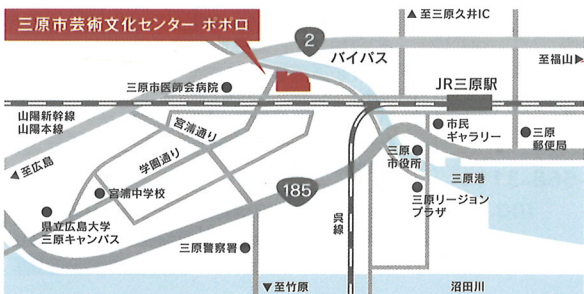 三原市芸術文化センター ポポロ
2
バイパス
▲至三原久井IC
至福山▶
三原市医師会病院
JR三原駅
山陽新幹線
山陽本線
宮浦通り
市民
ギャラリー
三原
郵便局
学園通り
三原
市役所
◀至広島
三原港
宮浦中学校
185
三原リージョン
プラザ
呉線
県立広島大学
三原キャンパス
三原警察署
▼至竹原
沼田川